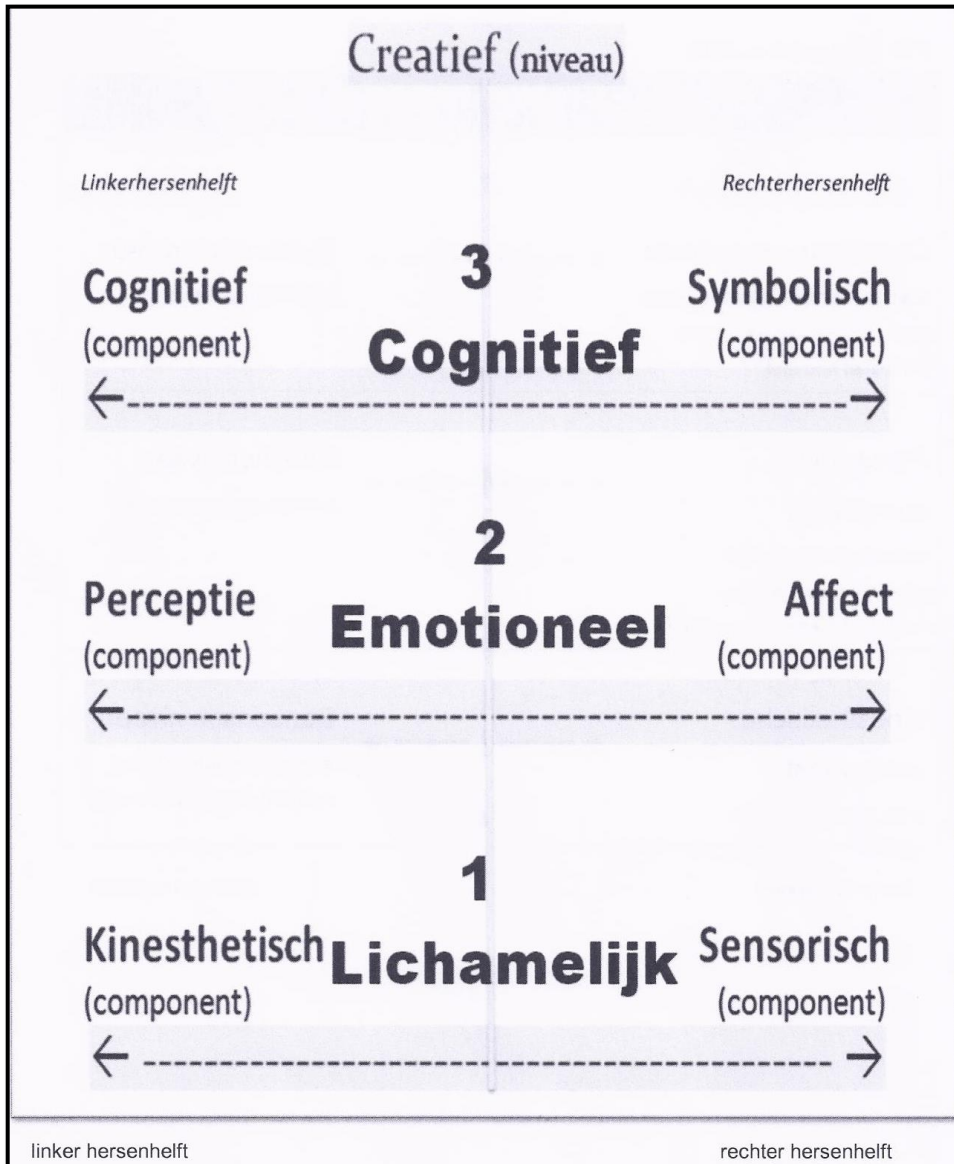 Creatief (niveau)
Linkerhersenhelft Rechterhersenhelft
3
Cognitief Symbolisch
(component) Cognitief (component)
2
Perceptie Affect
(component) Emotioneel (component)
1
Kinesthetisch Lichamelijk Sensorisch
(component) (component)
linker hersenhelft rechter hersenhelft